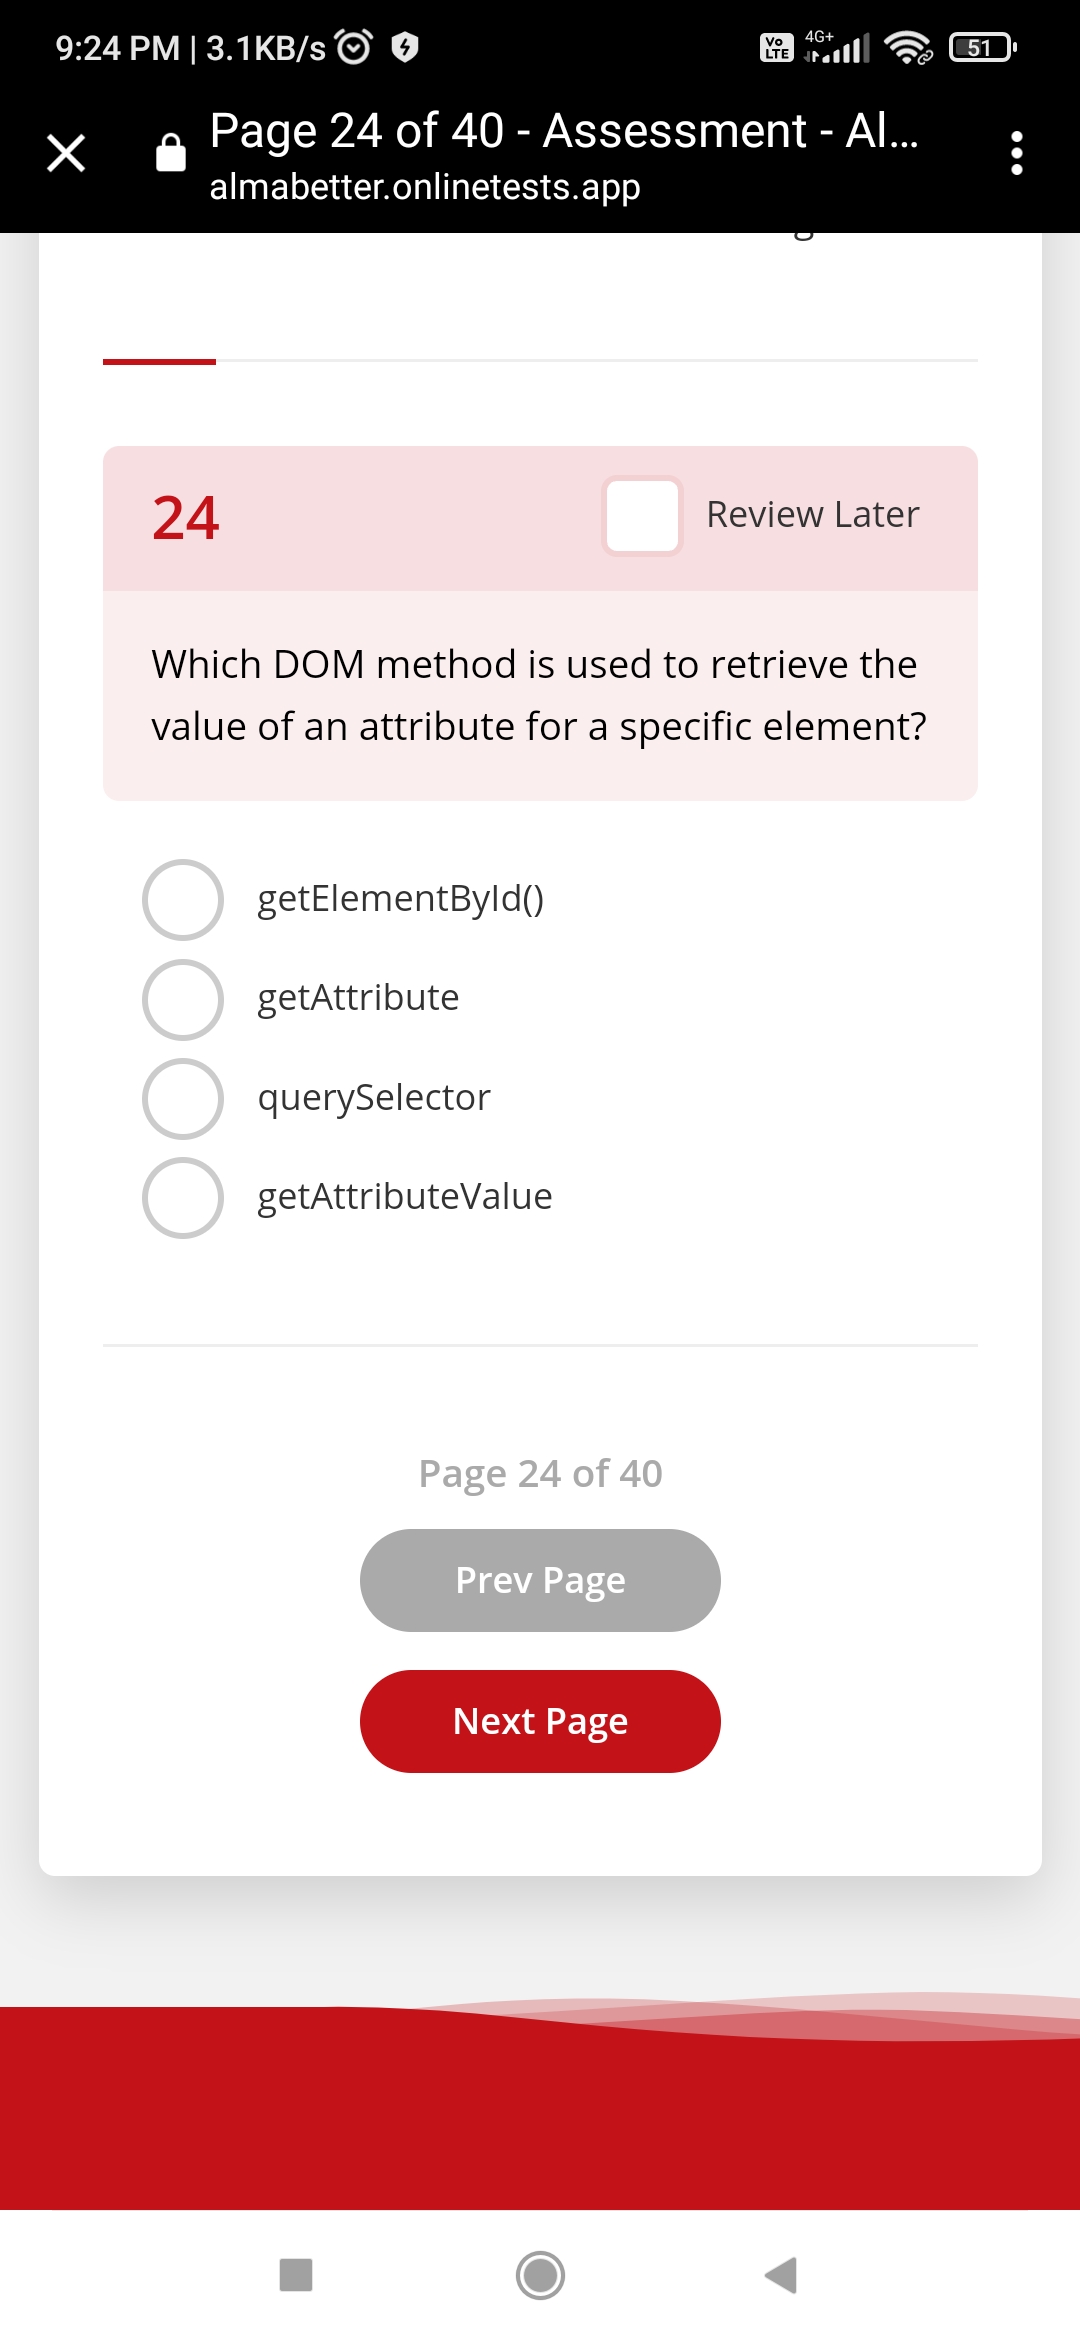 9:24 PM | 3.1KB/s
Vo LTE 4G+ 51
Page 24 of 40 - Assessment - Al...
almabetter.onlinetests.app
24 Review Later
Which DOM method is used to retrieve the
value of an attribute for a specific element?
getElementById()
getAttribute
querySelector
getAttributeValue
Page 24 of 40
Prev Page
Next Page